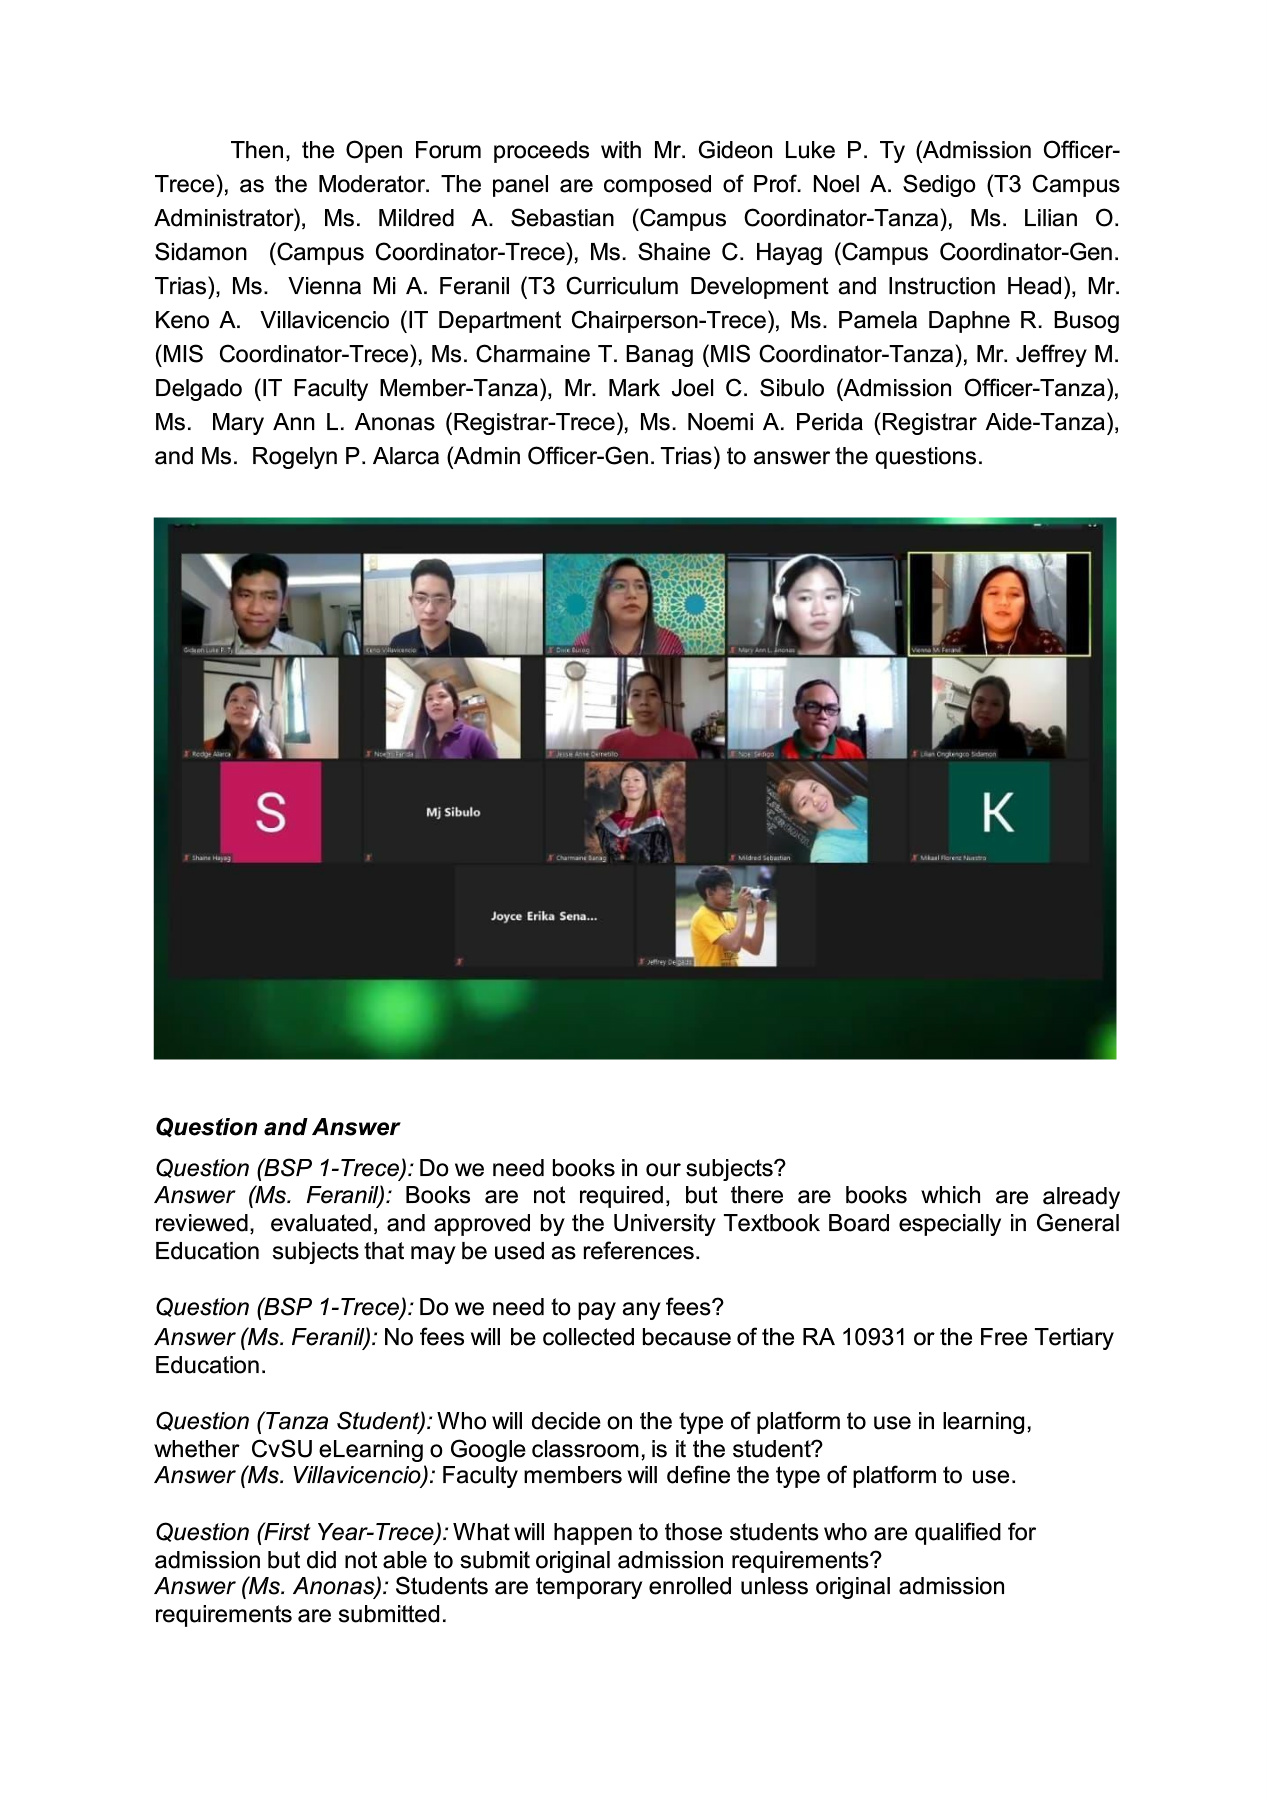 Then, the Open Forum proceeds with Mr. Gideon Luke P. Ty (Admission Officer-
Trece), as the Moderator. The panel are composed of Prof. Noel A. Sedigo (T3 Campus
Administrator), Ms. Mildred A. Sebastian (Campus Coordinator-Tanza), Ms. Lilian O.
Sidamon (Campus Coordinator-Trece), Ms. Shaine C. Hayag (Campus Coordinator-Gen.
Trias), Ms. Vienna Mi A. Feranil (T3 Curriculum Development and Instruction Head), Mr.
Keno A. Villavicencio (IT Department Chairperson-Trece), Ms. Pamela Daphne R. Busog
(MIS Coordinator-Trece), Ms. Charmaine T. Banag (MIS Coordinator-Tanza), Mr. Jeffrey M.
Delgado (IT Faculty Member-Tanza), Mr. Mark Joel C. Sibulo (Admission Officer-Tanza),
Ms. Mary Ann L. Anonas (Registrar-Trece), Ms. Noemi A. Perida (Registrar Aide-Tanza),
and Ms. Rogelyn P. Alarca (Admin Officer-Gen. Trias) to answer the questions.
Gideon Luke P. Ty
Keno Villavicencio
Busog
Mary Ann L. Anonas
Vienna Mi Feranil
Rodge Alarca
Noemi Perida
Jessie Anne Demetillo
Noel Sedigo
Lilian Ongkengco Sidamon
S
Mj Sibulo
K
Shaine Hayag
Charmaine Banag
Mildred Sebastian
Mikael Florenz Nuestro
Joyce Erika Sena...
Jeffrey Delgado
Question and Answer
Question (BSP 1-Trece): Do we need books in our subjects?
Answer (Ms. Feranil): Books are not required, but there are books which are already
reviewed, evaluated, and approved by the University Textbook Board especially in General
Education subjects that may be used as references.
Question (BSP 1-Trece): Do we need to pay any fees?
Answer (Ms. Feranil): No fees will be collected because of the RA 10931 or the Free Tertiary
Education.
Question (Tanza Student): Who will decide on the type of platform to use in learning,
whether CvSU eLearning o Google classroom, is it the student?
Answer (Ms. Villavicencio): Faculty members will define the type of platform to use.
Question (First Year-Trece): What will happen to those students who are qualified for
admission but did not able to submit original admission requirements?
Answer (Ms. Anonas): Students are temporary enrolled unless original admission
requirements are submitted.